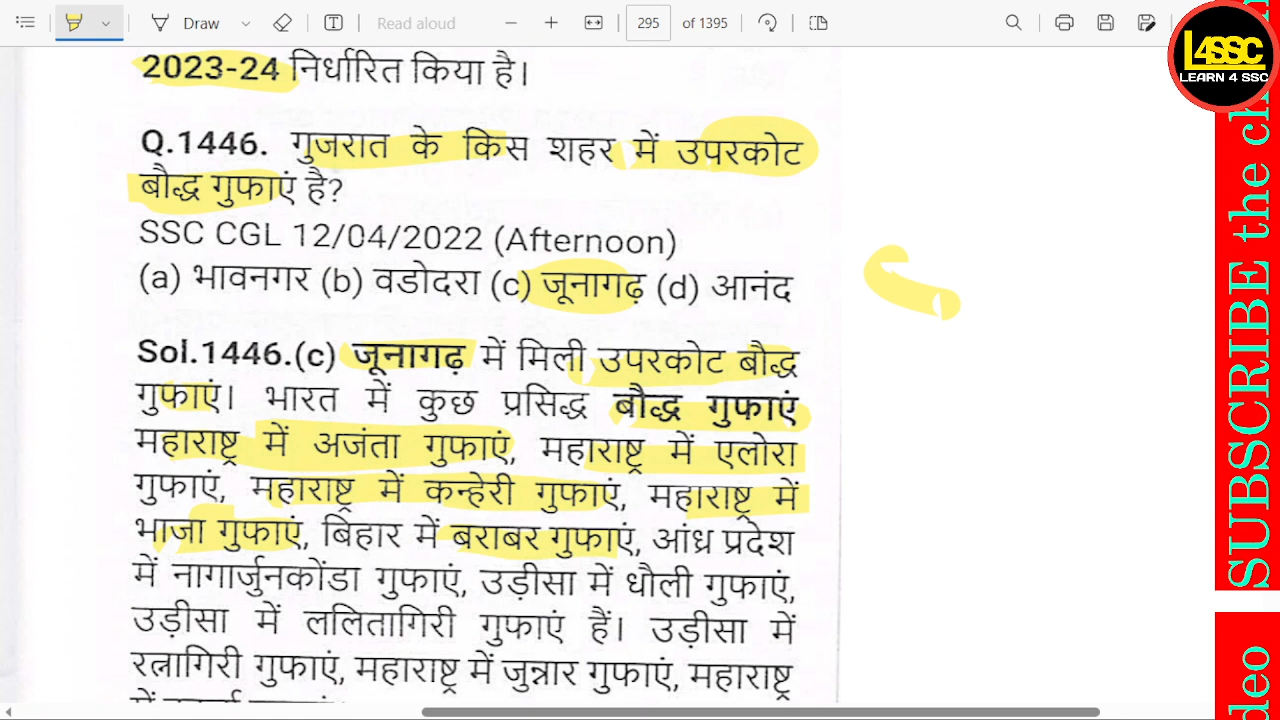 Draw
Read aloud
295 of 1395
L4SSC
LEARN 4 SSC
2023-24 निर्धारित किया है।
Q.1446. गुजरात के किस शहर में उपरकोट
बौद्ध गुफाएं है?
SSC CGL 12/04/2022 (Afternoon)
(a) भावनगर (b) वडोदरा (c) जूनागढ़ (d) आनंद
Sol.1446.(c) जूनागढ़ में मिली उपरकोट बौद्ध
गुफाएं। भारत में कुछ प्रसिद्ध बौद्ध गुफाएं
महाराष्ट्र में अजंता गुफाएं, महाराष्ट्र में एलोरा
गुफाएं, महाराष्ट्र में कन्हेरी गुफाएं, महाराष्ट्र में
भाजा गुफाएं, बिहार में बराबर गुफाएं, आंध्र प्रदेश
में नागार्जुनकोंडा गुफाएं, उड़ीसा में धौली गुफाएं,
उड़ीसा में ललितागिरी गुफाएं हैं। उड़ीसा में
रत्नागिरी गुफाएं, महाराष्ट्र में जुन्नार गुफाएं, महाराष्ट्र
SUBSCRIBE the ch
deo